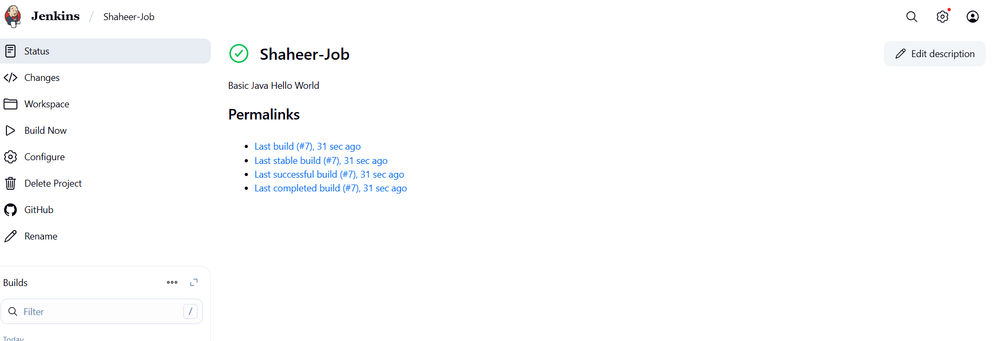 Jenkins / Shaheer-Job
Status
Changes
Workspace
Build Now
Configure
Delete Project
GitHub
Rename
Builds
Filter /
Today
Shaheer-Job
Edit description
Basic Java Hello World
Permalinks
Last build (#7), 31 sec ago
Last stable build (#7), 31 sec ago
Last successful build (#7), 31 sec ago
Last completed build (#7), 31 sec ago